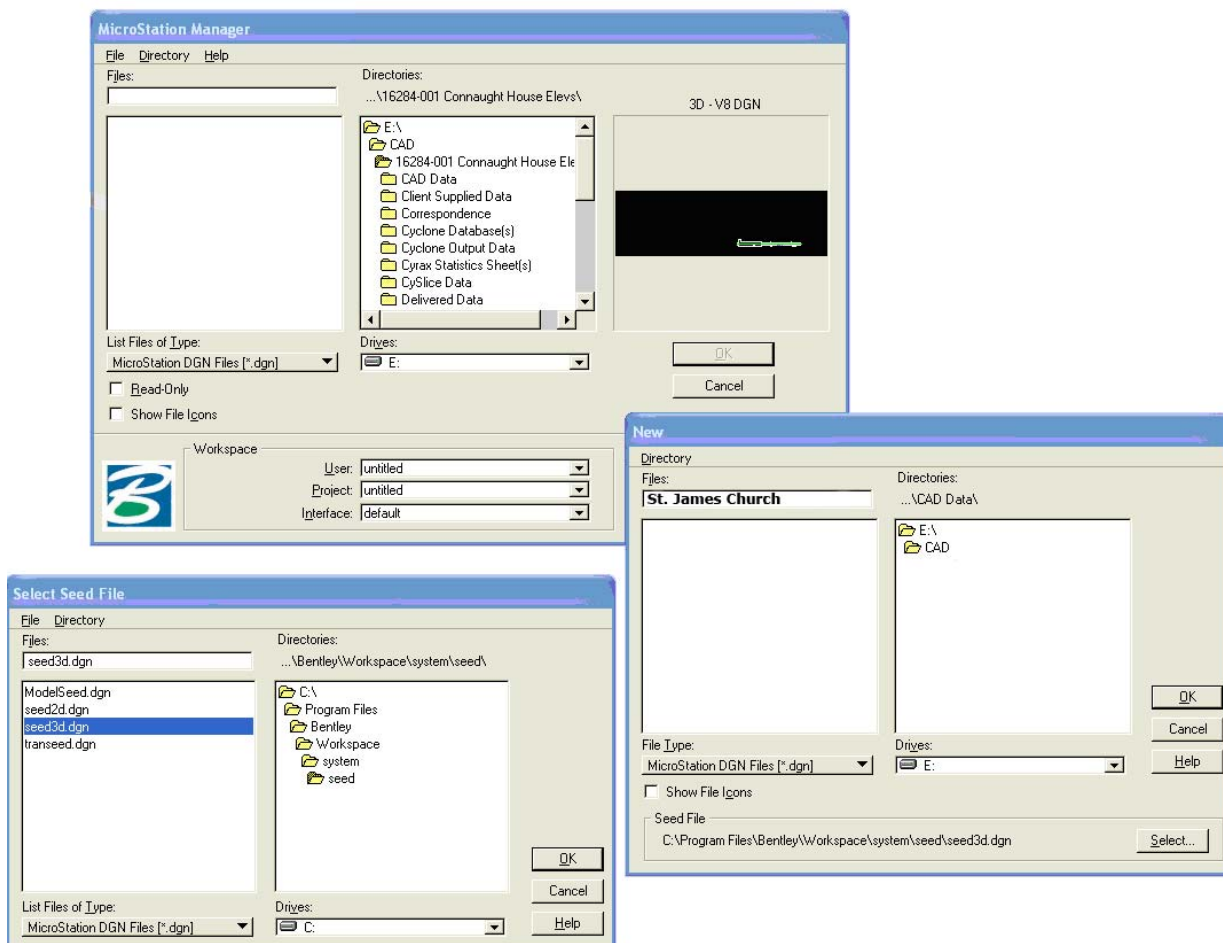 MicroStation Manager
File Directory Help
Files:
Directories:
...\16284-001 Connaught House Elevs\
3D - V8 DGN
E:\
CAD
16284-001 Connaught House Ele
CAD Data
Client Supplied Data
Correspondence
Cyclone Database(s)
Cyclone Output Data
Cyrax Statistics Sheet(s)
CySlice Data
Delivered Data
List Files of Type:
MicroStation DGN Files [*.dgn]
Drives:
E:
Read-Only
Show File Icons
OK
Cancel
Workspace
User: untitled
Project: untitled
Interface: default
New
Directory
Files:
St. James Church
Directories:
...\CAD Data\
E:\
CAD
OK
Cancel
Help
File Type:
MicroStation DGN Files [*.dgn]
Drives:
E:
Show File Icons
Seed File
C:\Program Files\Bentley\Workspace\system\seed\seed3d.dgn
Select...
Select Seed File
File Directory
Files:
seed3d.dgn
Directories:
...\Bentley\Workspace\system\seed\
ModelSeed.dgn
seed2d.dgn
seed3d.dgn
transeed.dgn
C:\
Program Files
Bentley
Workspace
system
seed
OK
Cancel
Help
List Files of Type:
MicroStation DGN Files [*.dgn]
Drives:
C: